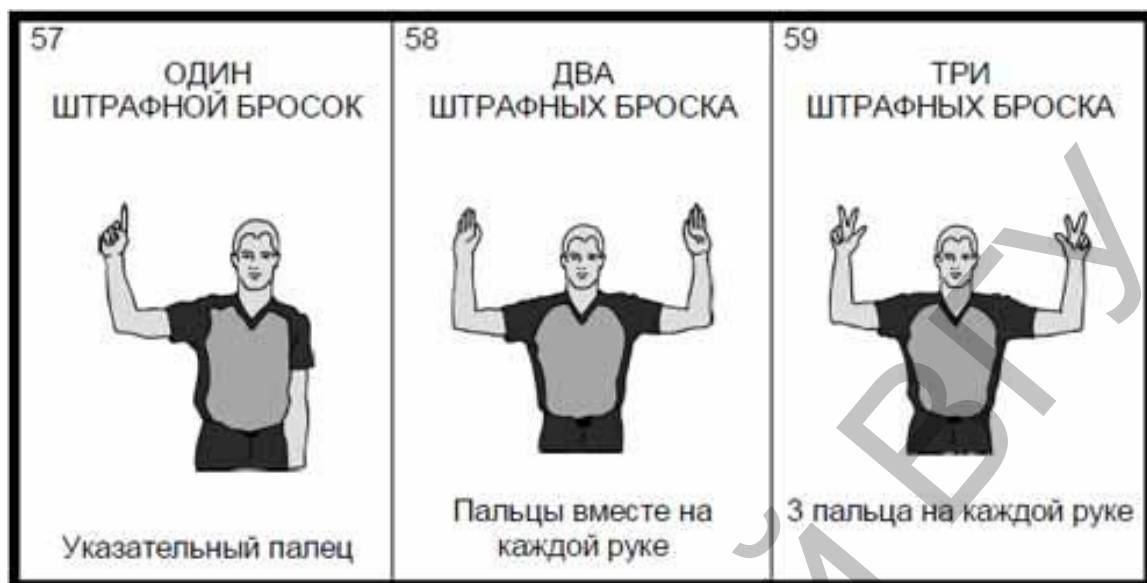 57
ОДИН
ШТРАФНОЙ БРОСОК
Указательный палец
58
ДВА
ШТРАФНЫХ БРОСКА
Пальцы вместе на
каждой руке
59
ТРИ
ШТРАФНЫХ БРОСКА
3 пальца на каждой руке
ВГУ